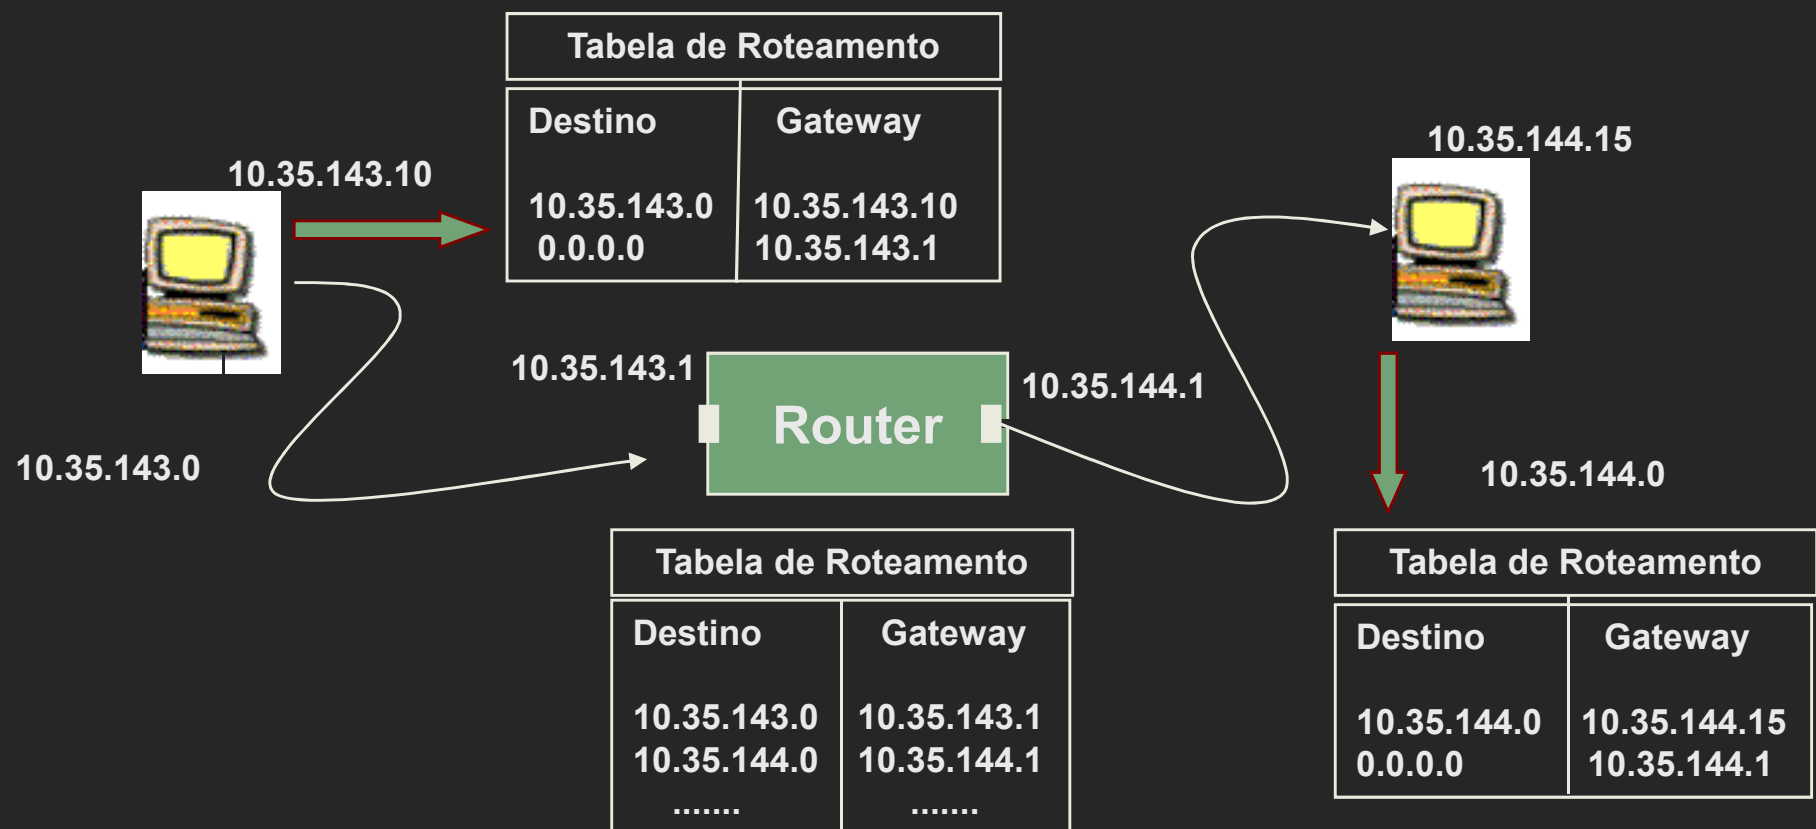 Tabela de Roteamento
Destino Gateway
10.35.143.0 10.35.143.10
0.0.0.0 10.35.143.1
10.35.143.10
10.35.144.15
10.35.143.1
Router
10.35.144.1
10.35.143.0
10.35.144.0
Tabela de Roteamento
Destino Gateway
10.35.143.0 10.35.143.1
10.35.144.0 10.35.144.1
....... .......
Tabela de Roteamento
Destino Gateway
10.35.144.0 10.35.144.15
0.0.0.0 10.35.144.1